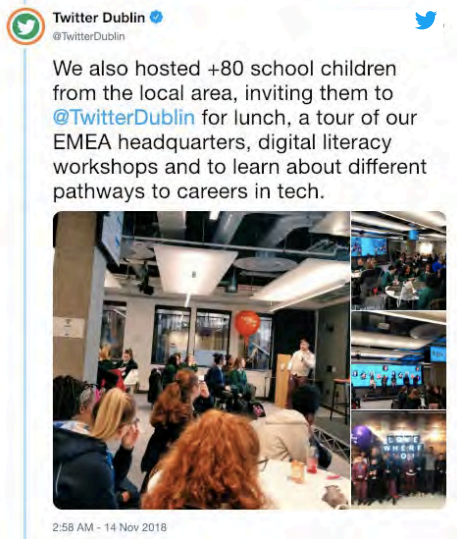 Twitter Dublin
@TwitterDublin
We also hosted +80 school children
from the local area, inviting them to
@TwitterDublin for lunch, a tour of our
EMEA headquarters, digital literacy
workshops and to learn about different
pathways to careers in tech.
LOVE
WHERE
2:58 AM - 14 Nov 2018